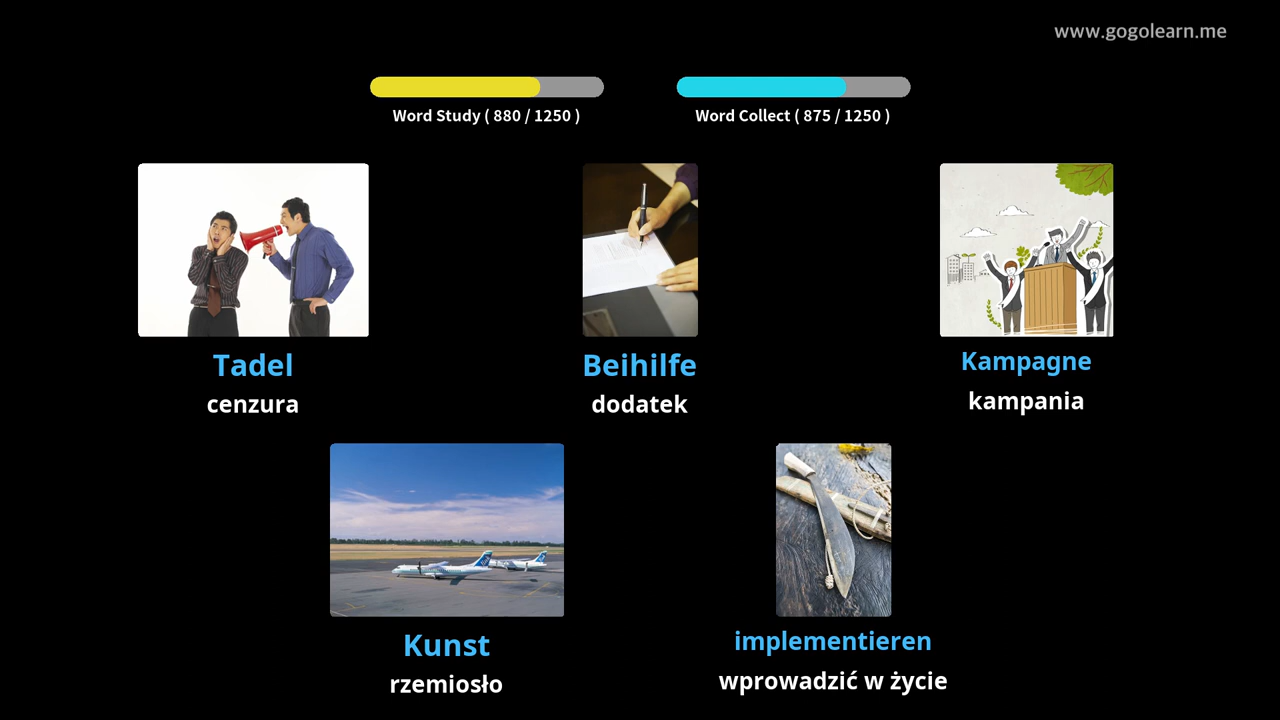 www.gogolearn.me
Word Study ( 880 / 1250 )
Word Collect ( 875 / 1250 )
Tadel
cenzura
Beihilfe
dodatek
Kampagne
kampania
Kunst
rzemiosło
implementieren
wprowadzić w życie